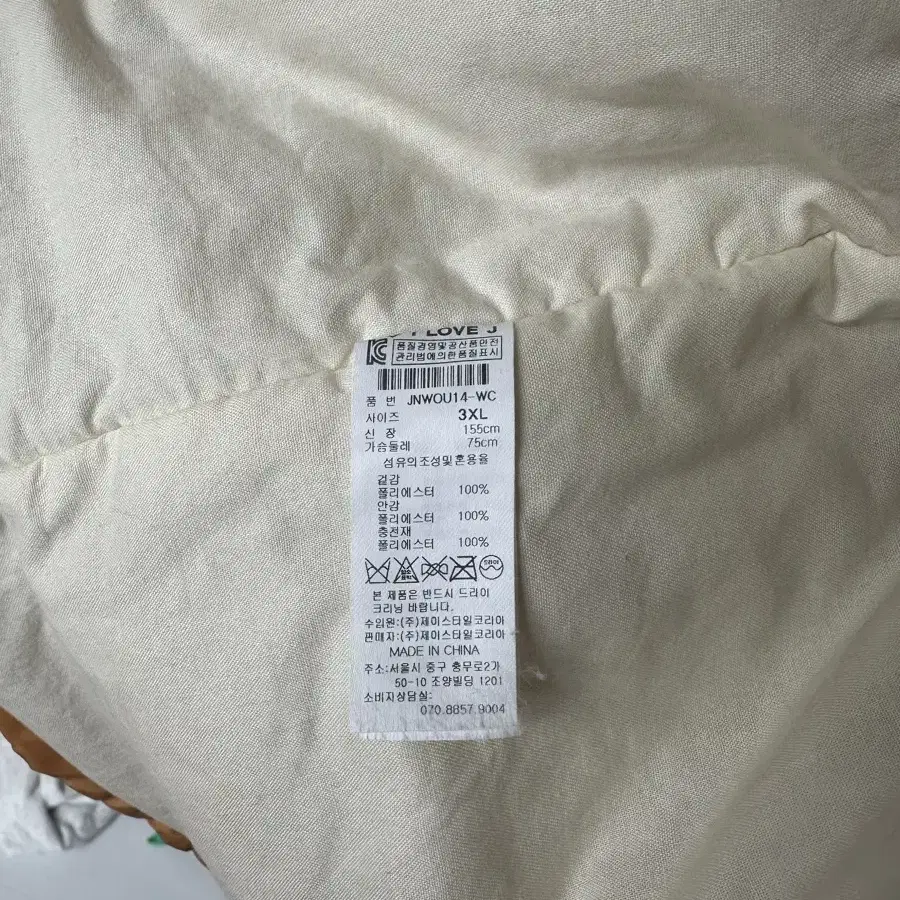 I LOVE J
품질경영및공산품안전
관리법에의한품질표시
품 번 JNWOU14-WC
사이즈 3XL
신 장 155cm
가슴둘레 75cm
섬유의조성및혼용율
겉감
폴리에스터 100%
안감
폴리에스터 100%
충전재
폴리에스터 100%
드라이
본 제품은 반드시 드라이
크리닝 바랍니다.
수입원:(주)제이스타일코리아
판매자:(주)제이스타일코리아
MADE IN CHINA
주소:서울시 중구 충무로2가
50-10 조양빌딩 1201
소비자상담실:
070.8857.9004